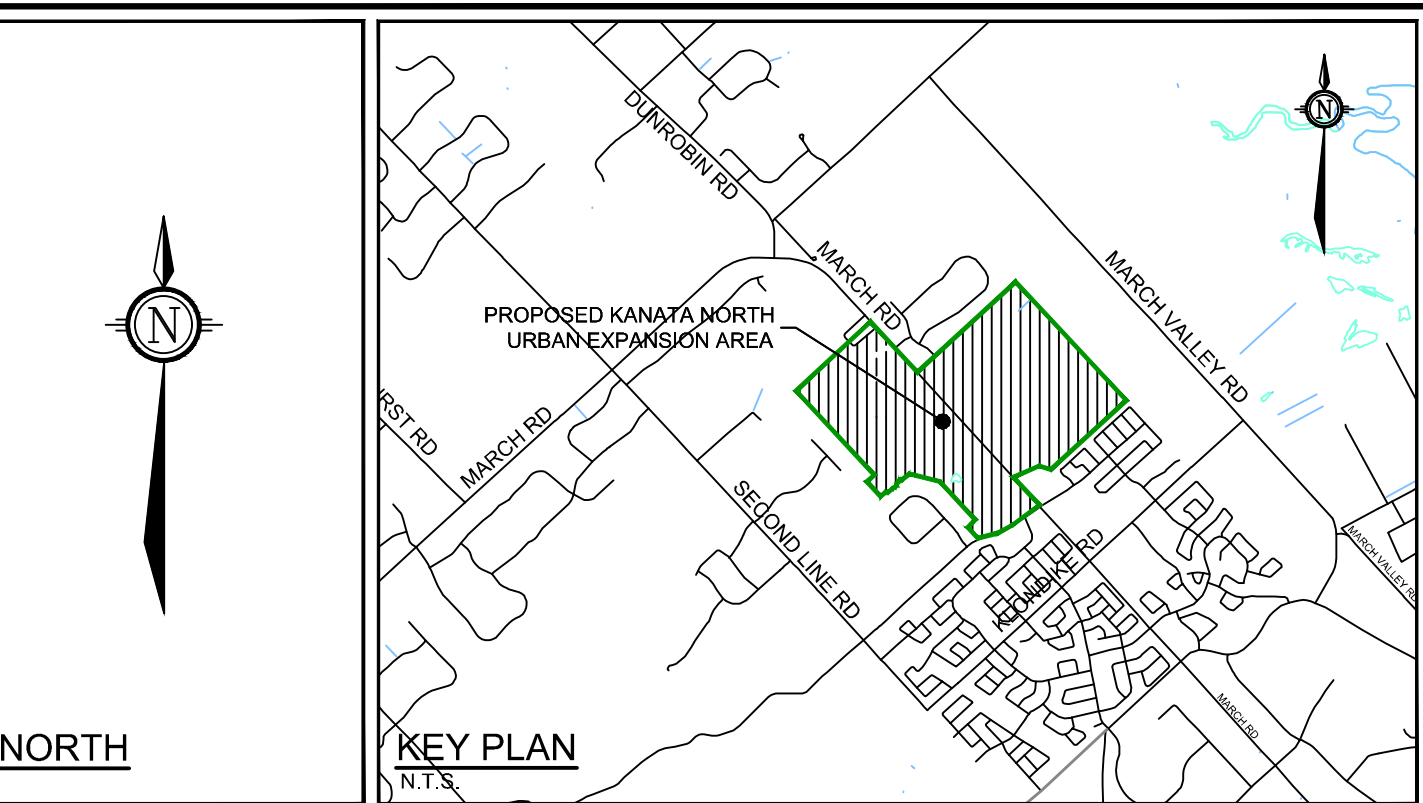 N
NORTH
N
DUNROBIN RD
MARCH RD
MARCH VALLEY RD
PROPOSED KANATA NORTH
URBAN EXPANSION AREA
RST RD
MARCH RD
SECOND LINE RD
KLONDIKE RD
MARCH VALLEY RD
MARCH RD
KEY PLAN
N.T.S.